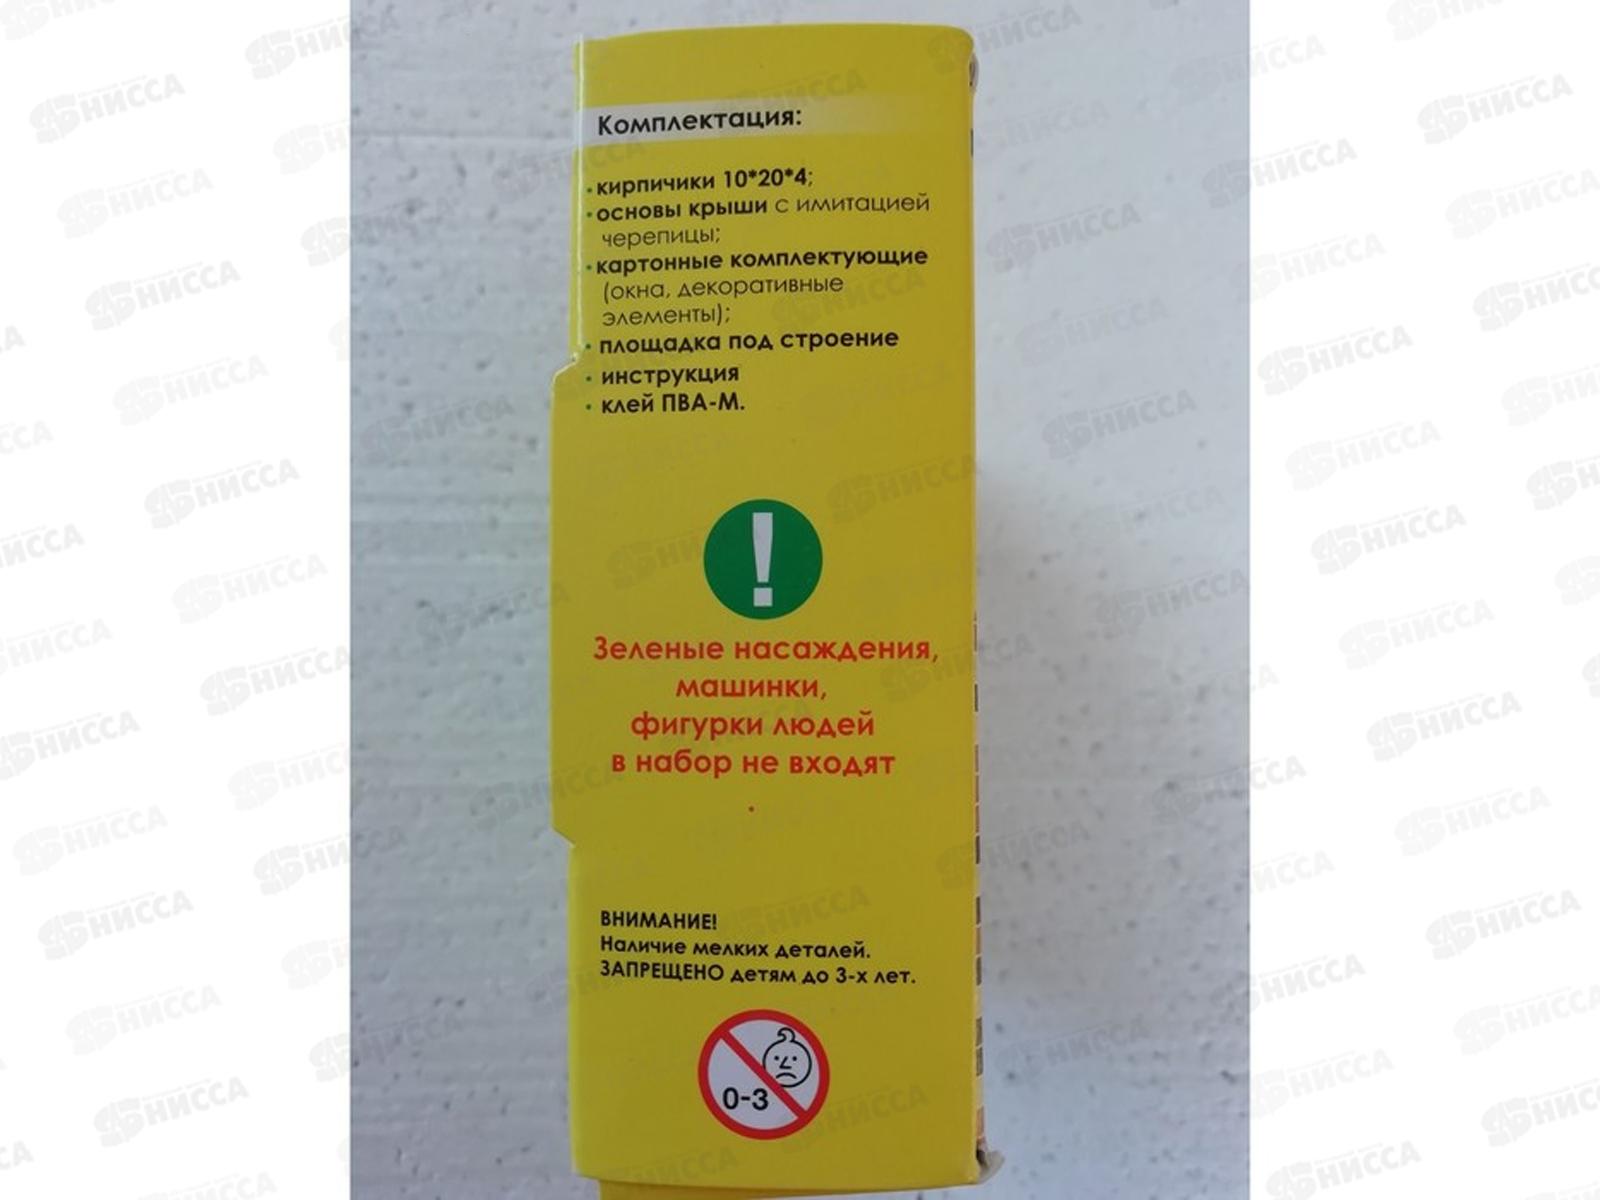 Комплектация:
• кирпичики 10*20*4;
• основы крыши с имитацией
черепицы;
• картонные комплектующие
(окна, декоративные
элементы);
• площадка под строение
• инструкция
• клей ПВА-М.
!
Зеленые насаждения,
машинки,
фигурки людей
в набор не входят
.
ВНИМАНИЕ!
Наличие мелких деталей.
ЗАПРЕЩЕНО детям до 3-х лет.
0-3
НИССА